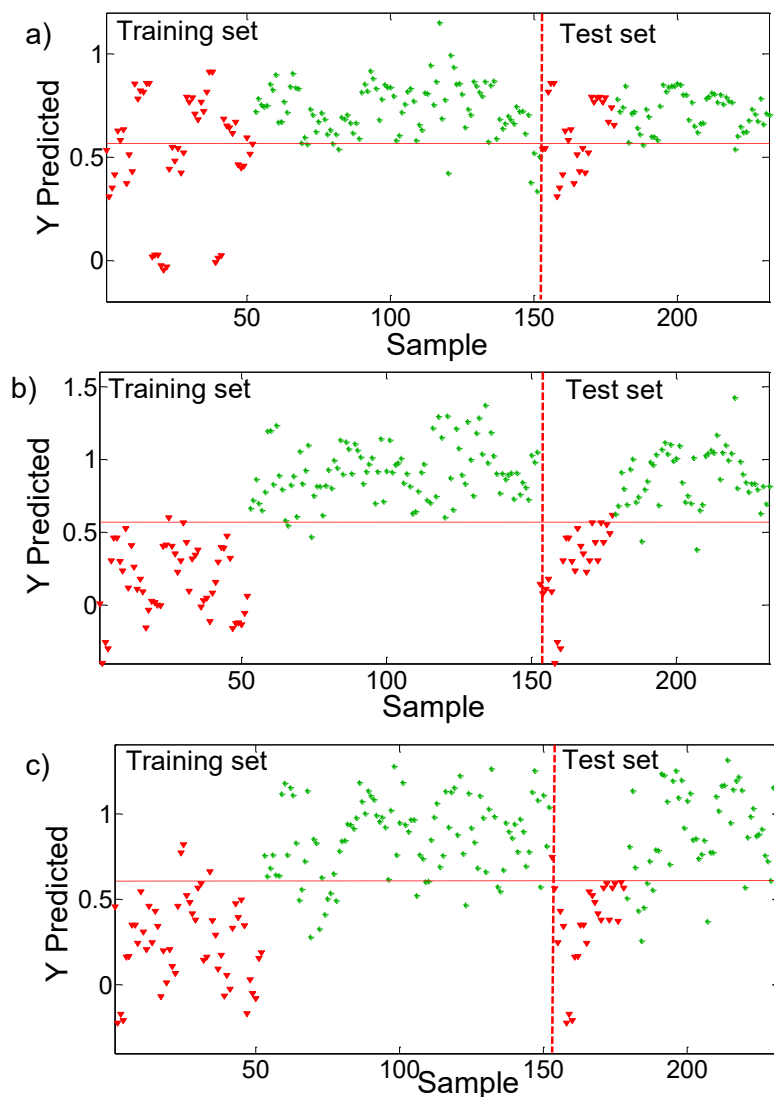 a)
Training set
Test set
Y Predicted
1
0.5
0
50
100
150
200
Sample
b)
Training set
Test set
Y Predicted
1.5
1
0.5
0
50
100
150
200
Sample
c)
Training set
Test set
Y Predicted
1
0.5
0
50
100
150
200
Sample